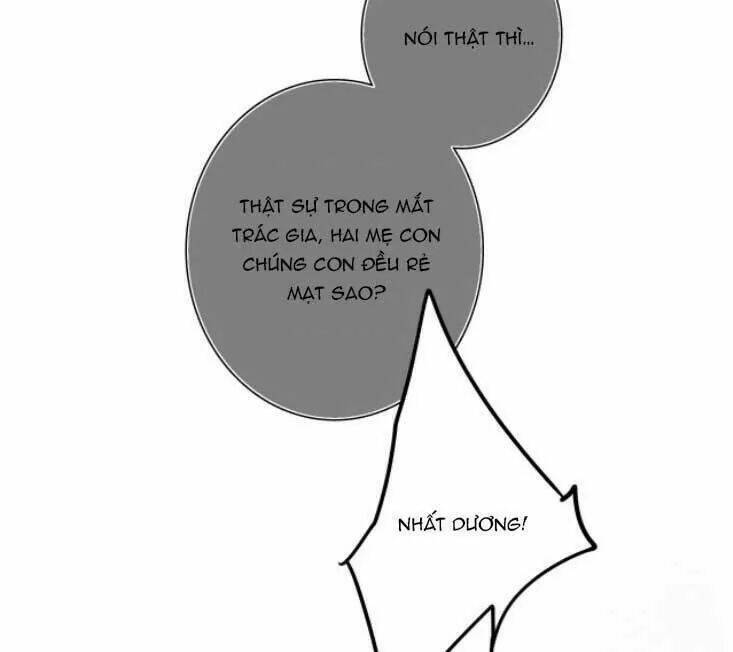 NÓI THẬT THÌ...
THẬT SỰ TRONG MẮT
TRÁC GIA, HAI MẸ CON
CHÚNG CON ĐỀU RẺ
MẠT SAO?
NHẤT DƯƠNG!